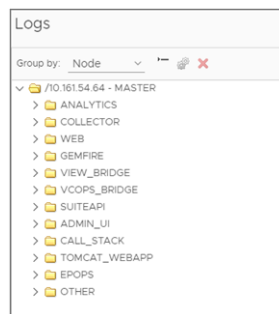 Logs
Group by: Node
/10.161.54.64 - MASTER
ANALYTICS
COLLECTOR
WEB
GEMFIRE
VIEW_BRIDGE
VCOPS_BRIDGE
SUITEAPI
ADMIN_UI
CALL_STACK
TOMCAT_WEBAPP
EPOPS
OTHER